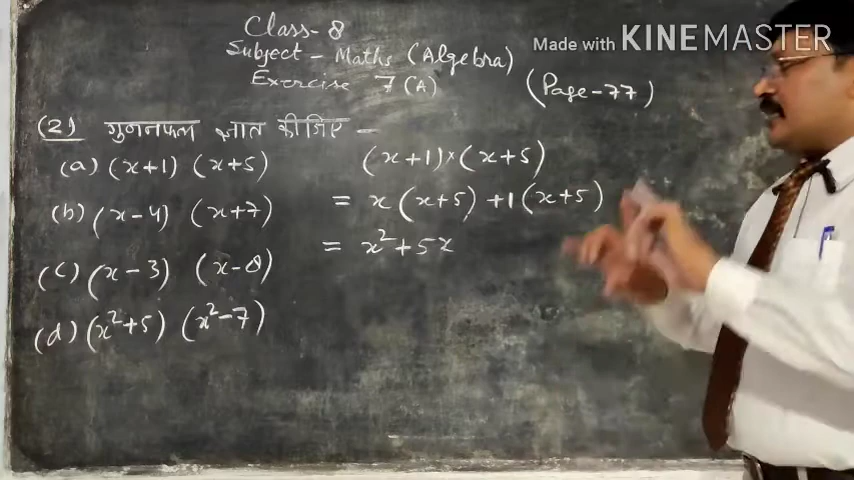 Class-8
Subject - Maths (Algebra)
Exercise 7(A)
(Page-77)
Made with KINEMASTER
(2) गुणनफल ज्ञात कीजिए -
(a) (x+1) (x+5)
(b) (x-4) (x+7)
(c) (x-3) (x-8)
(d) (x²+5) (x²-7)
(x+1)×(x+5)
= x(x+5)+1(x+5)
= x²+5x